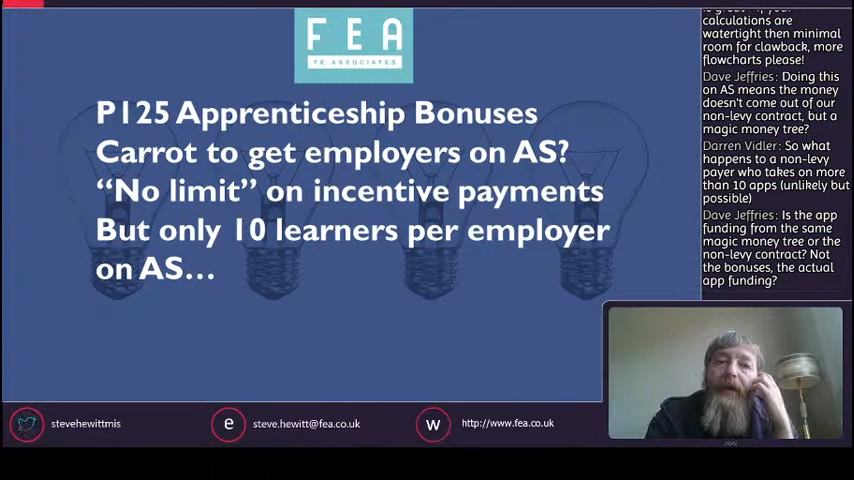 FEA
FE ASSOCIATES
P125 Apprenticeship Bonuses
Carrot to get employers on AS?
“No limit” on incentive payments
But only 10 learners per employer
on AS…
calculations are
watertight then minimal
room for clawback, more
flowcharts please!
Dave Jeffries: Doing this
on AS means the money
doesn't come out of our
non-levy contract, but a
magic money tree?
Darren Vidler: So what
happens to a non-levy
payer who takes on more
than 10 apps (unlikely but
possible)
Dave Jeffries: Is the app
funding from the same
magic money tree or the
non-levy contract? Not
the bonuses, the actual
app funding?
stevehewittmis
e steve.hewitt@fea.co.uk
w http://www.fea.co.uk